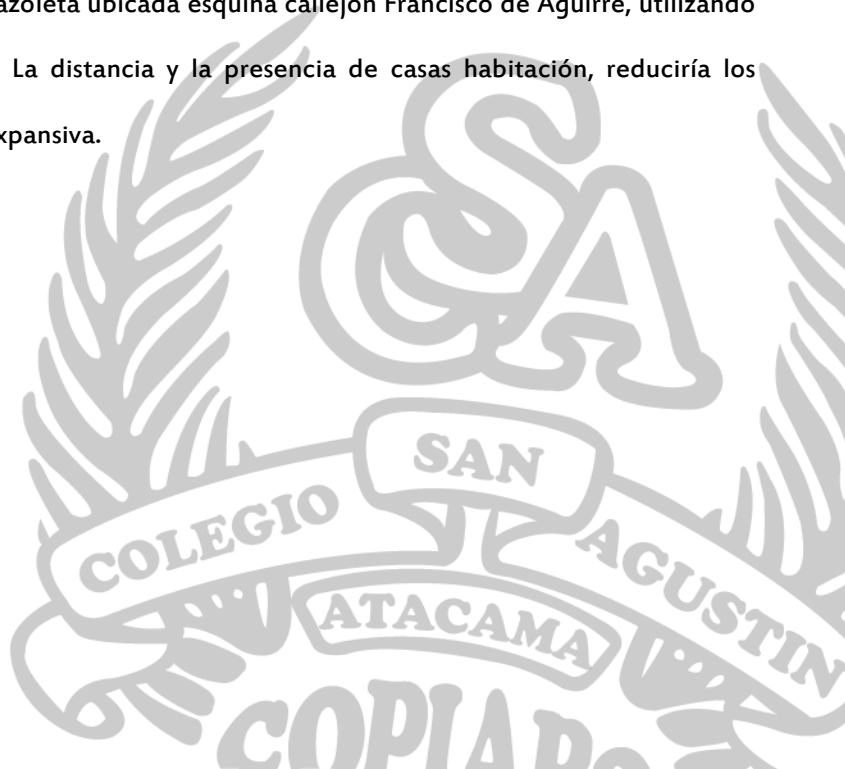 azoleta ubicada esquina callejón Francisco de Aguirre, utilizando
La distancia y la presencia de casas habitación, reduciría los
xpansiva.
CSA
SAN
COLEGIO
AGUSTIN
ATACAMA
COPIAPO